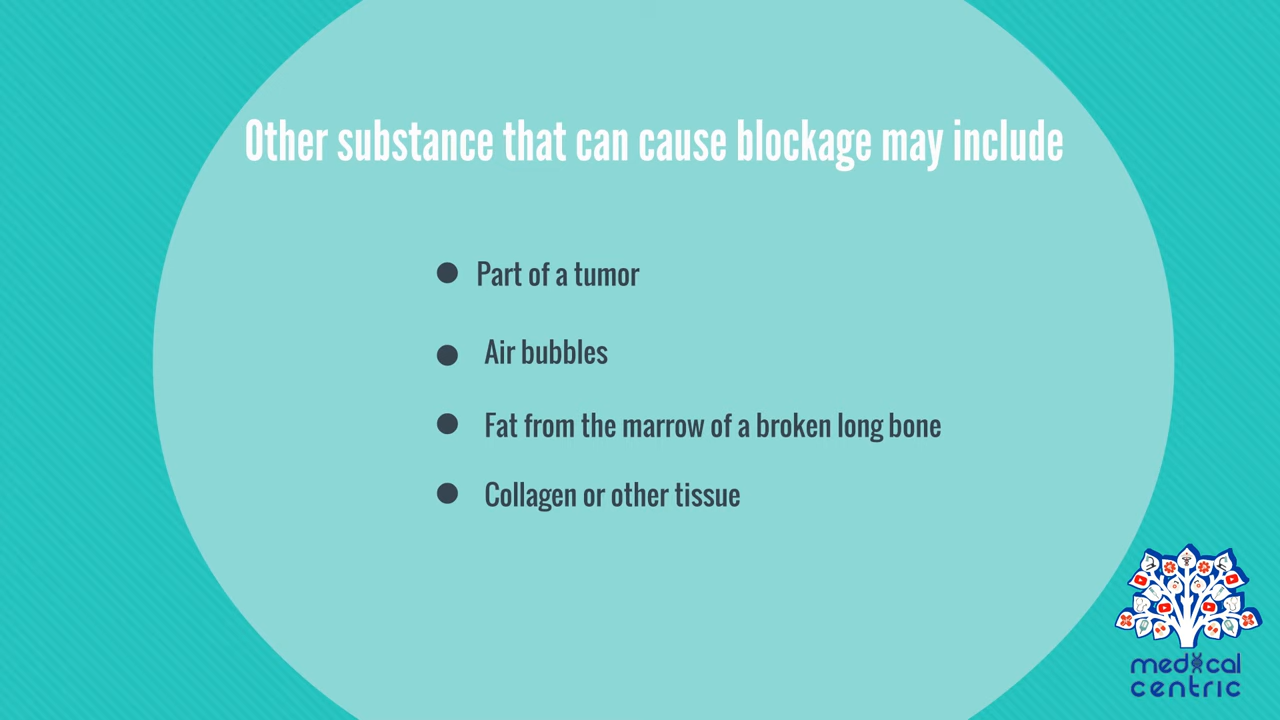 Other substance that can cause blockage may include
Part of a tumor
Air bubbles
Fat from the marrow of a broken long bone
Collagen or other tissue
medical
centric